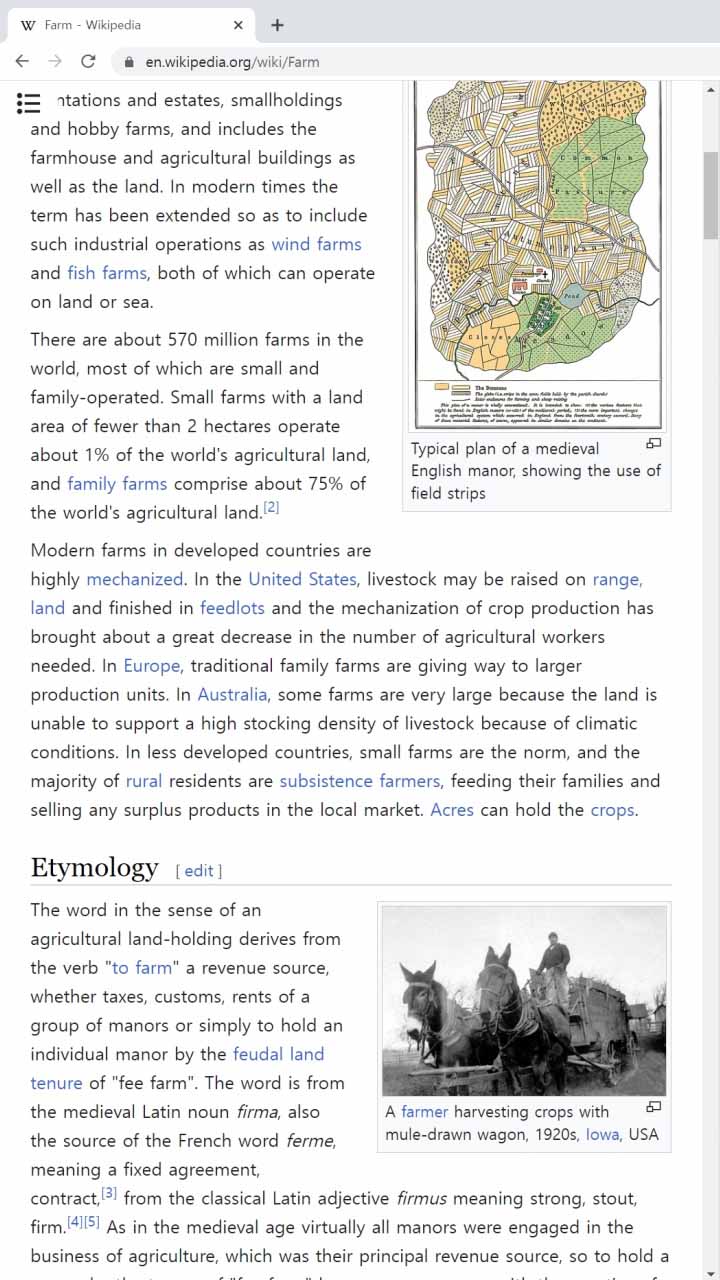 Farm - Wikipedia
en.wikipedia.org/wiki/Farm
ntations and estates, smallholdings
and hobby farms, and includes the
farmhouse and agricultural buildings as
well as the land. In modern times the
term has been extended so as to include
such industrial operations as wind farms
and fish farms, both of which can operate
on land or sea.
There are about 570 million farms in the
world, most of which are small and
family-operated. Small farms with a land
area of fewer than 2 hectares operate
about 1% of the world's agricultural land,
and family farms comprise about 75% of
the world's agricultural land.[2]
Common
Pasture
Pond
The Demesne
Typical plan of a medieval
English manor, showing the use of
field strips
Modern farms in developed countries are
highly mechanized. In the United States, livestock may be raised on range,
land and finished in feedlots and the mechanization of crop production has
brought about a great decrease in the number of agricultural workers
needed. In Europe, traditional family farms are giving way to larger
production units. In Australia, some farms are very large because the land is
unable to support a high stocking density of livestock because of climatic
conditions. In less developed countries, small farms are the norm, and the
majority of rural residents are subsistence farmers, feeding their families and
selling any surplus products in the local market. Acres can hold the crops.
Etymology [ edit ]
The word in the sense of an
agricultural land-holding derives from
the verb "to farm" a revenue source,
whether taxes, customs, rents of a
group of manors or simply to hold an
individual manor by the feudal land
tenure of "fee farm". The word is from
the medieval Latin noun firma, also
the source of the French word ferme,
meaning a fixed agreement,
contract,[3] from the classical Latin adjective firmus meaning strong, stout,
firm.[4][5] As in the medieval age virtually all manors were engaged in the
business of agriculture, which was their principal revenue source, so to hold a
A farmer harvesting crops with
mule-drawn wagon, 1920s, Iowa, USA